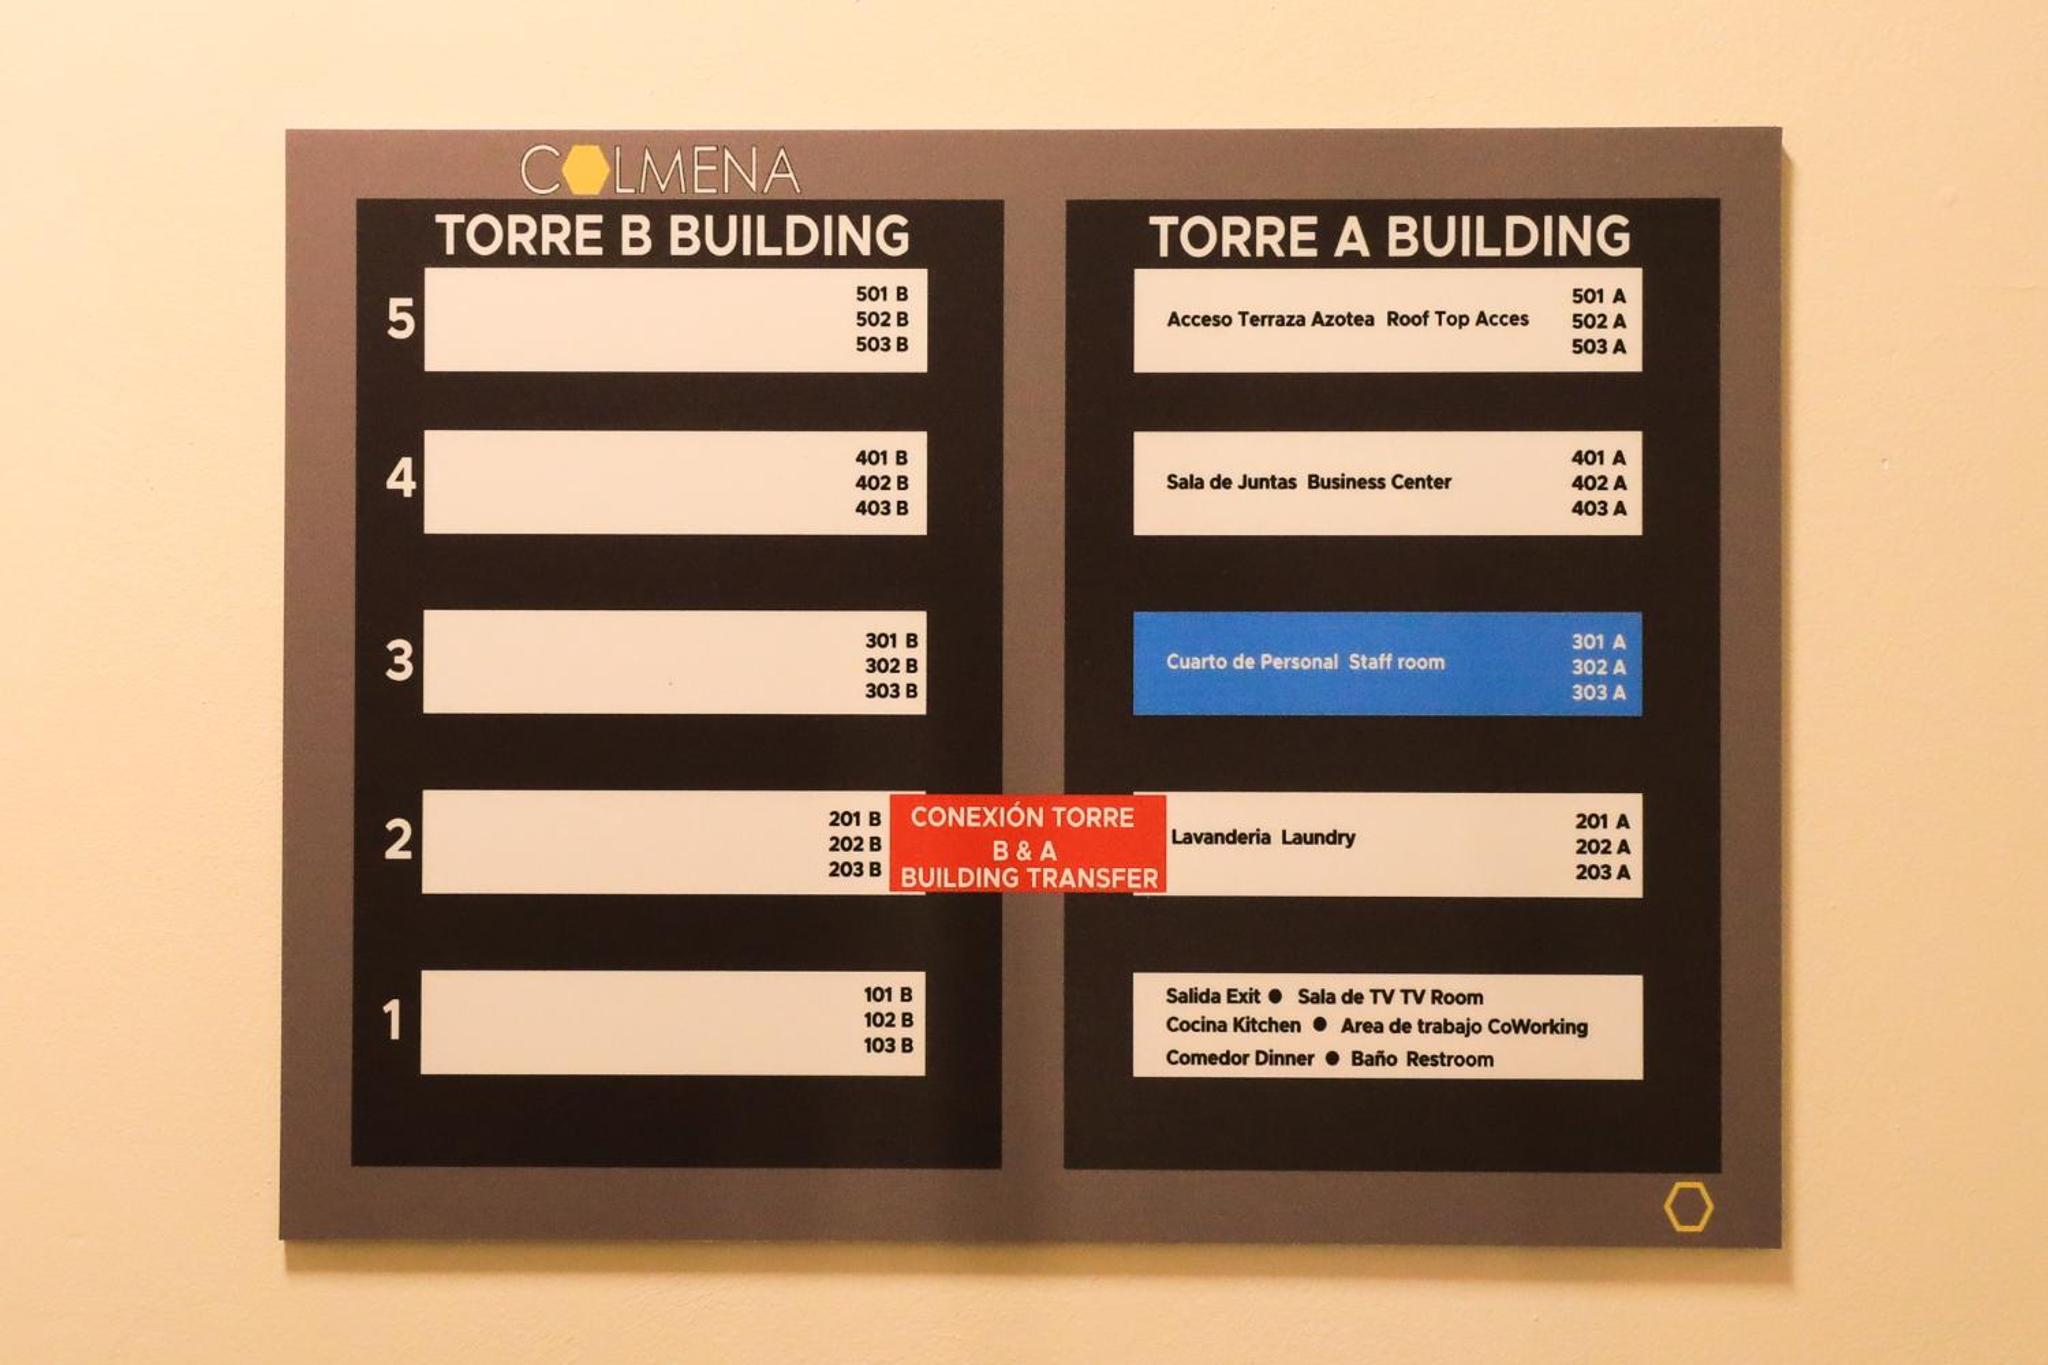 COLMENA
TORRE B BUILDING
5
501 B
502 B
503 B
4
401 B
402 B
403 B
3
301 B
302 B
303 B
2
201 B
202 B
203 B
1
101 B
102 B
103 B
CONEXIÓN TORRE
B & A
BUILDING TRANSFER
TORRE A BUILDING
Acceso Terraza Azotea Roof Top Acces
501 A
502 A
503 A
Sala de Juntas Business Center
401 A
402 A
403 A
Cuarto de Personal Staff room
301 A
302 A
303 A
Lavanderia Laundry
201 A
202 A
203 A
Salida Exit ● Sala de TV TV Room
Cocina Kitchen ● Area de trabajo CoWorking
Comedor Dinner ● Baño Restroom